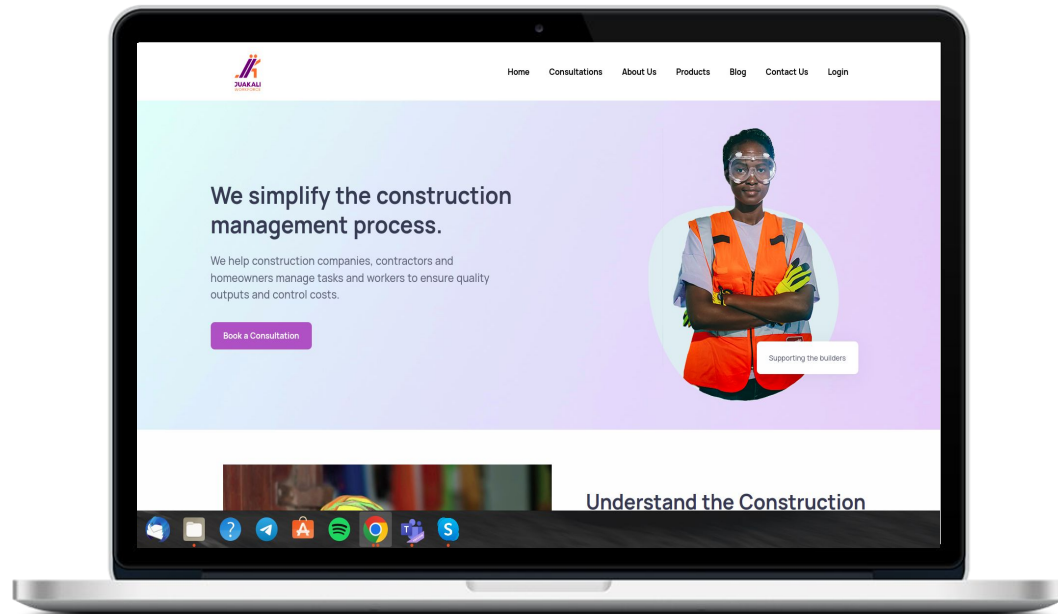 JUAKALI
WORKFORCE
Home Consultations About Us Products Blog Contact Us Login
We simplify the construction
management process.
We help construction companies, contractors and
homeowners manage tasks and workers to ensure quality
outputs and control costs.
Book a Consultation
Supporting the builders
Understand the Construction
?
A
T
S